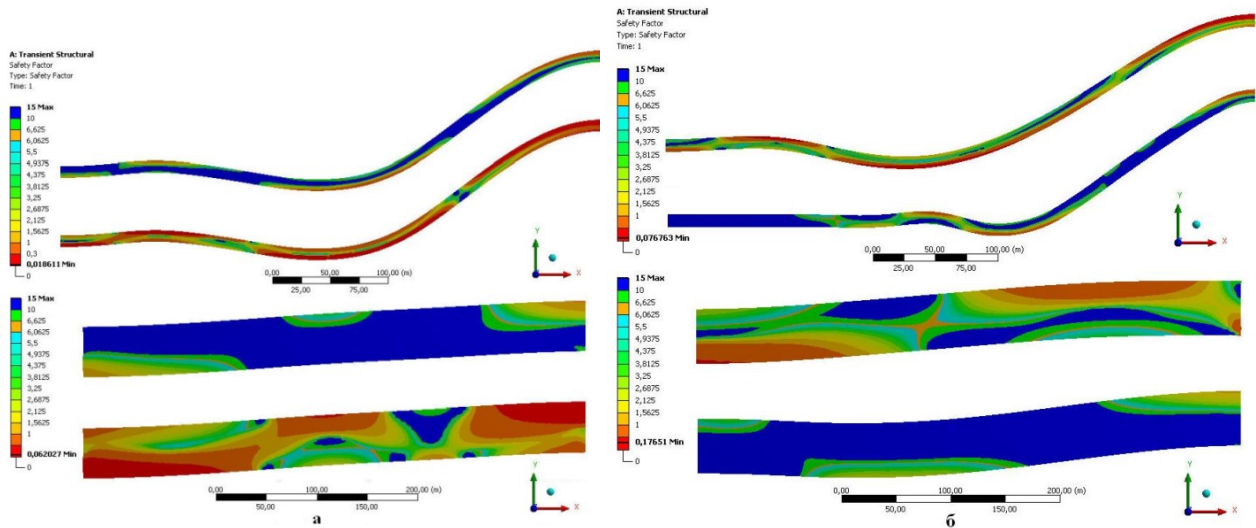 A: Transient Structural
Safety Factor
Type: Safety Factor
Time: 1
15 Max
10
6,625
6,0625
5,5
4,9375
4,375
3,8125
3,25
2,6875
2,125
1,5625
1
0,3
0,018611 Min
0
0,00 50,00 100,00 (m)
25,00 75,00
Y
X
15 Max
10
6,625
6,0625
5,5
4,9375
4,375
3,8125
3,25
2,6875
2,125
1,5625
1
0,062027 Min
0
0,00 100,00 200,00 (m)
50,00 150,00
Y
X
а
A: Transient Structural
Safety Factor
Type: Safety Factor
Time: 1
15 Max
10
6,625
6,0625
5,5
4,9375
4,375
3,8125
3,25
2,6875
2,125
1,5625
1
0,076763 Min
0
0,00 50,00 100,00 (m)
25,00 75,00
Y
X
15 Max
10
6,625
6,0625
5,5
4,9375
4,375
3,8125
3,25
2,6875
2,125
1,5625
1
0,17651 Min
0
0,00 100,00 200,00 (m)
50,00 150,00
Y
X
б